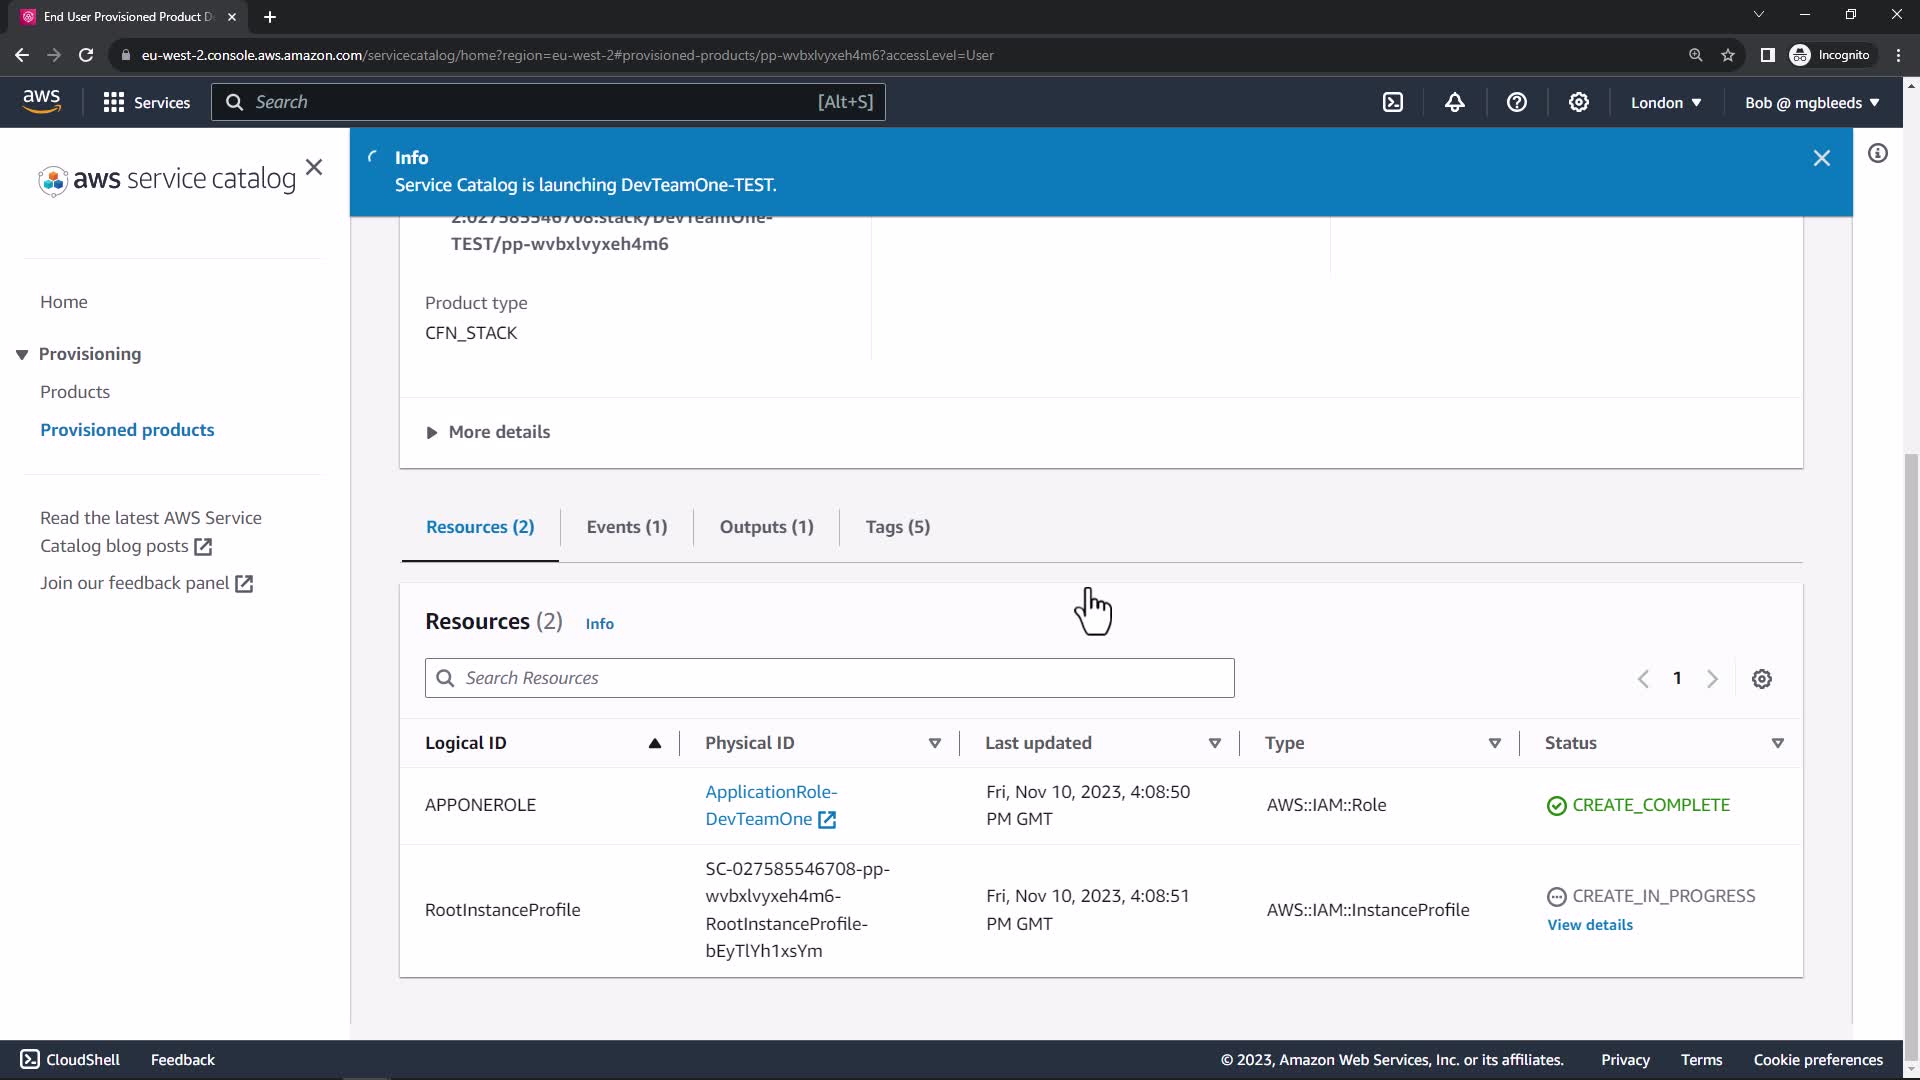 End User Provisioned Product D
eu-west-2.console.aws.amazon.com/servicecatalog/home?region=eu-west-2#provisioned-products/pp-wvbxlvyxeh4m6?accessLevel=User
Incognito
aws
Services
Search
[Alt+S]
London
Bob @ mgbleeds
aws service catalog
Home
Provisioning
Products
Provisioned products
Read the latest AWS Service
Catalog blog posts
Join our feedback panel
Info
Service Catalog is launching DevTeamOne-TEST.
2:027585546708:stack/DevTeamOne-
TEST/pp-wvbxlvyxeh4m6
Product type
CFN_STACK
More details
Resources (2)
Events (1)
Outputs (1)
Tags (5)
Resources (2) Info
Search Resources
1
Logical ID
Physical ID
Last updated
Type
Status
APPONEROLE
ApplicationRole-
DevTeamOne
Fri, Nov 10, 2023, 4:08:50
PM GMT
AWS::IAM::Role
CREATE_COMPLETE
RootInstanceProfile
SC-027585546708-pp-
wvbxlvyxeh4m6-
RootInstanceProfile-
bEyTlYh1xsYm
Fri, Nov 10, 2023, 4:08:51
PM GMT
AWS::IAM::InstanceProfile
CREATE_IN_PROGRESS
View details
CloudShell
Feedback
© 2023, Amazon Web Services, Inc. or its affiliates.
Privacy
Terms
Cookie preferences